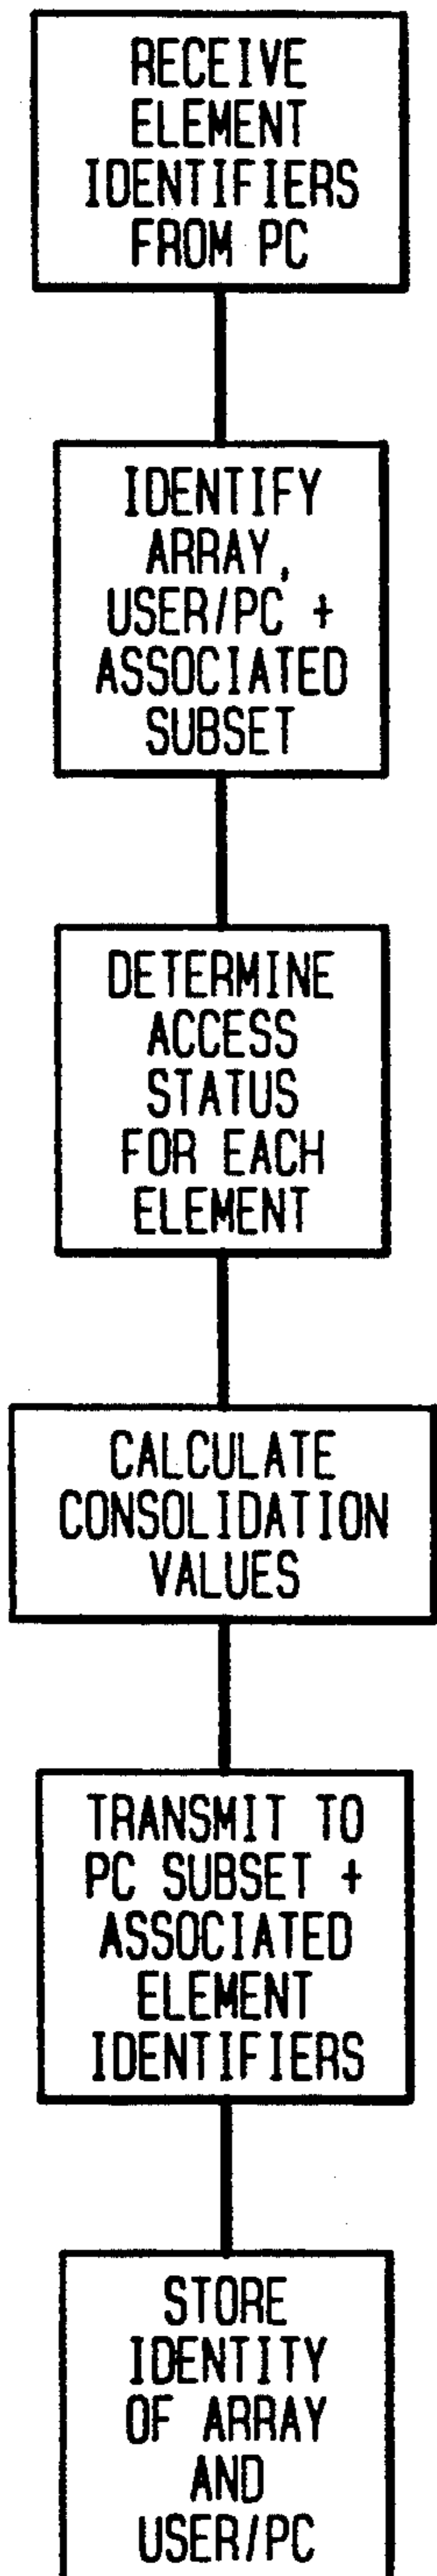 RECEIVE
ELEMENT
IDENTIFIERS
FROM PC
IDENTIFY
ARRAY,
USER/PC +
ASSOCIATED
SUBSET
DETERMINE
ACCESS
STATUS
FOR EACH
ELEMENT
CALCULATE
CONSOLIDATION
VALUES
TRANSMIT TO
PC SUBSET +
ASSOCIATED
ELEMENT
IDENTIFIERS
STORE
IDENTITY
OF ARRAY
AND
USER/PC